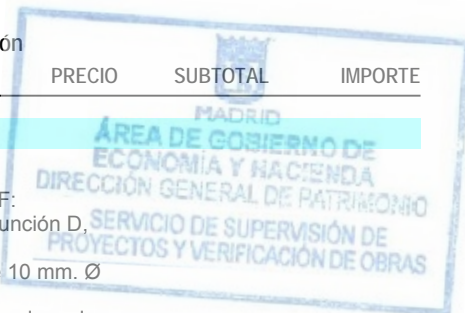 ón
PRECIO SUBTOTAL IMPORTE
MADRID
ÁREA DE GOBIERNO DE
ECONOMÍA Y HACIENDA
DIRECCIÓN GENERAL DE PATRIMONIO
F:
unción D,
SERVICIO DE SUPERVISIÓN DE
PROYECTOS Y VERIFICACIÓN DE OBRAS
10 mm. Ø